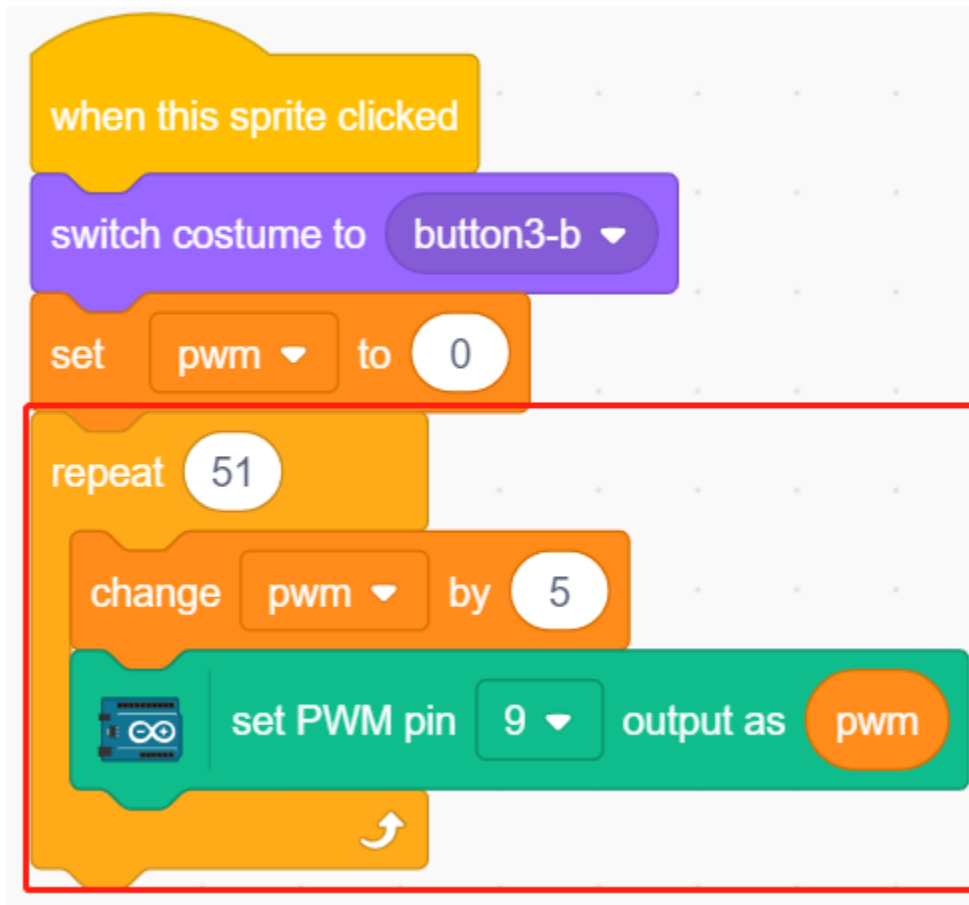 when this sprite clicked
switch costume to button3-b
set pwm to 0
repeat 51
change pwm by 5
set PWM pin 9 output as pwm